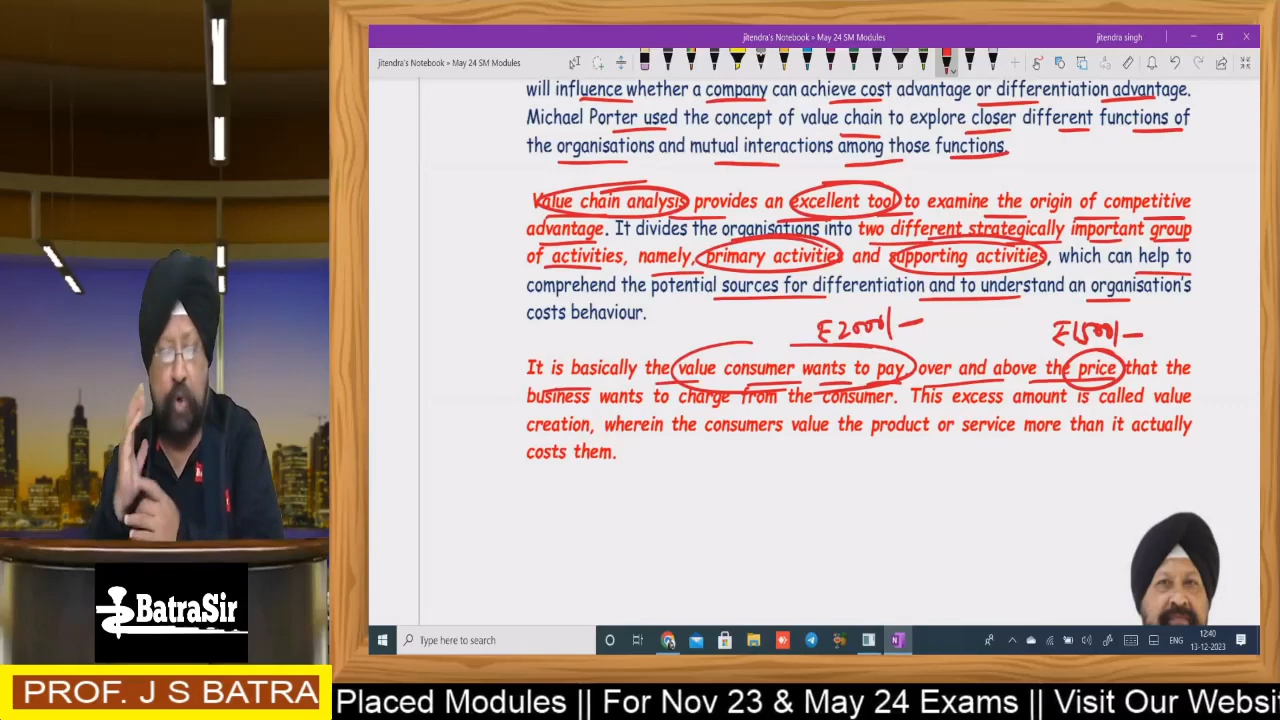 jitendra's Notebook » May 24 SM Modules
jitendra singh
jitendra's Notebook » May 24 SM Modules
will influence whether a company can achieve cost advantage or differentiation advantage.
Michael Porter used the concept of value chain to explore closer different functions of
the organisations and mutual interactions among those functions.
Value chain analysis provides an excellent tool to examine the origin of competitive
advantage. It divides the organisations into two different strategically important group
of activities, namely, primary activities and supporting activities, which can help to
comprehend the potential sources for differentiation and to understand an organisation's
costs behaviour.
₹2000/-
₹1500/-
It is basically the value consumer wants to pay, over and above the price that the
business wants to charge from the consumer. This excess amount is called value
creation, wherein the consumers value the product or service more than it actually
costs them.
BatraSir
Type here to search
ENG
12:40
13-12-2023
PROF. J S BATRA
Placed Modules || For Nov 23 & May 24 Exams || Visit Our Websi